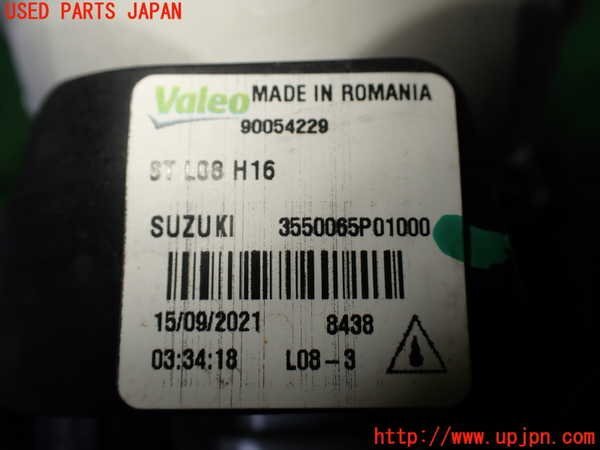 USED PARTS JAPAN
Valeo MADE IN ROMANIA
90054229
ST L08 H16
SUZUKI 3550065P01000
15/09/2021 8438
03:34:18 L08-3
http://www.upjpn.com/